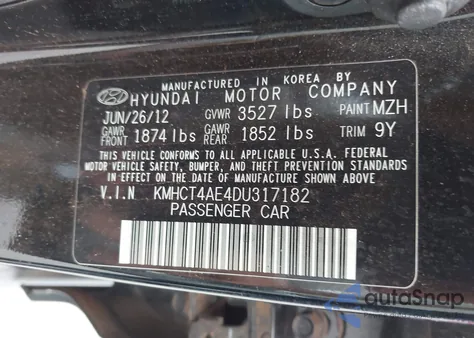 MANUFACTURED IN KOREA BY
HYUNDAI MOTOR COMPANY
JUN/26/12 GVWR 3527 lbs PAINT MZH
GAWR FRONT 1874 lbs GAWR REAR 1852 lbs TRIM 9Y
THIS VEHICLE CONFORMS TO ALL APPLICABLE U.S.A. FEDERAL
MOTOR VEHICLE SAFETY, BUMPER, AND THEFT PREVENTION STANDARDS
IN EFFECT ON THE DATE OF MANUFACTURE SHOWN ABOVE.
V.I.N KMHCT4AE4DU317182
PASSENGER CAR
autoSnap